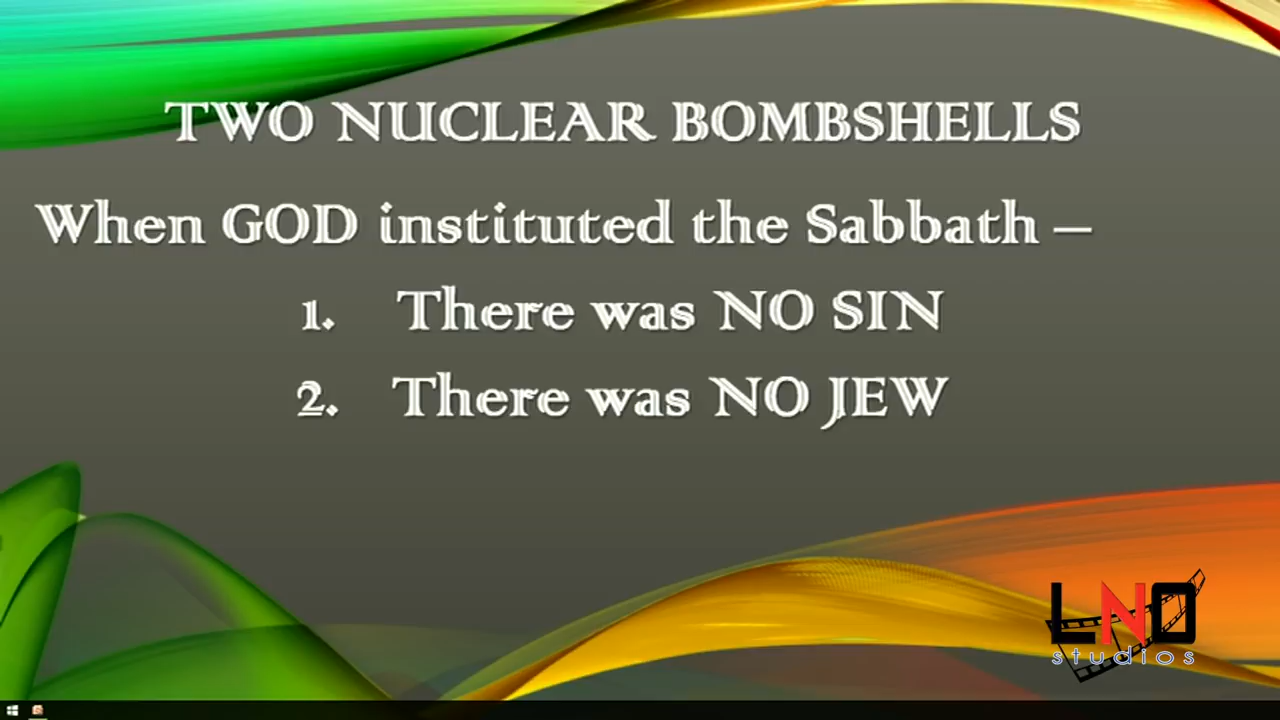 TWO NUCLEAR BOMBSHELLS
When GOD instituted the Sabbath –
1. There was NO SIN
2. There was NO JEW
LNO
studios